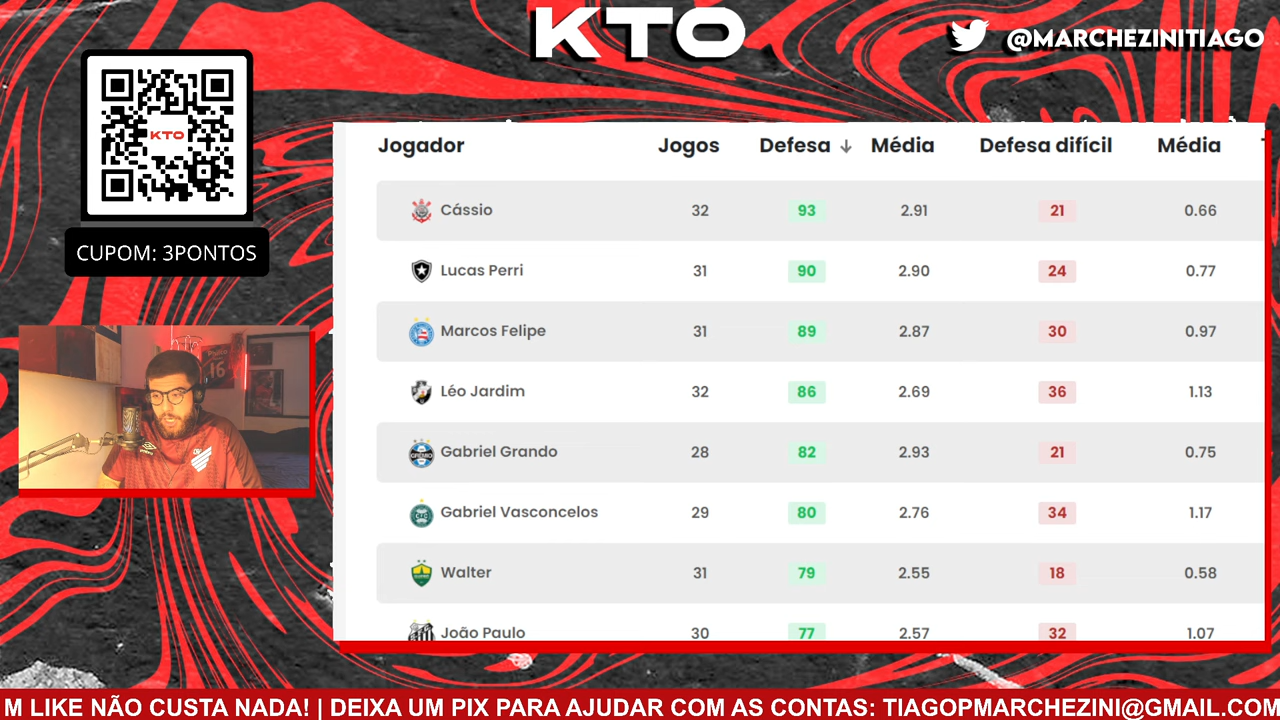 KTO
@MARCHEZINITIAGO
KTO
CUPOM: 3PONTOS
Jogador Jogos Defesa ↓ Média Defesa difícil Média
Cássio 32 93 2.91 21 0.66
Lucas Perri 31 90 2.90 24 0.77
Marcos Felipe 31 89 2.87 30 0.97
Léo Jardim 32 86 2.69 36 1.13
Gabriel Grando 28 82 2.93 21 0.75
Gabriel Vasconcelos 29 80 2.76 34 1.17
Walter 31 79 2.55 18 0.58
João Paulo 30 77 2.57 32 1.07
16
M LIKE NÃO CUSTA NADA! | DEIXA UM PIX PARA AJUDAR COM AS CONTAS: TIAGOPMARCHEZINI@GMAIL.COM